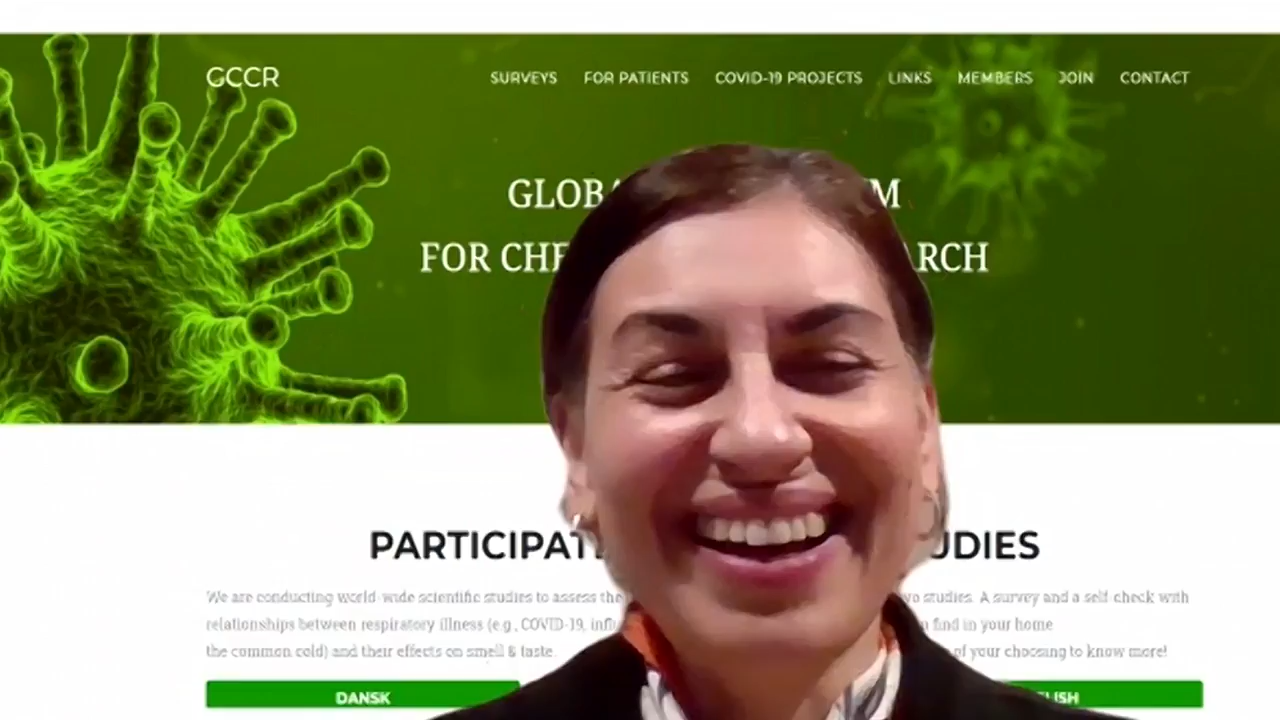 GCCR
SURVEYS FOR PATIENTS COVID-19 PROJECTS LINKS MEMBERS JOIN CONTACT
GLOBA M
FOR CHE ARCH
PARTICIPAT UDIES
We are conducting world-wide scientific studies to assess the wo studies. A survey and a self-check with
relationships between respiratory illness (e.g., COVID-19, influ find in your home
the common cold) and their effects on smell & taste. of your choosing to know more!
DANSK LISH